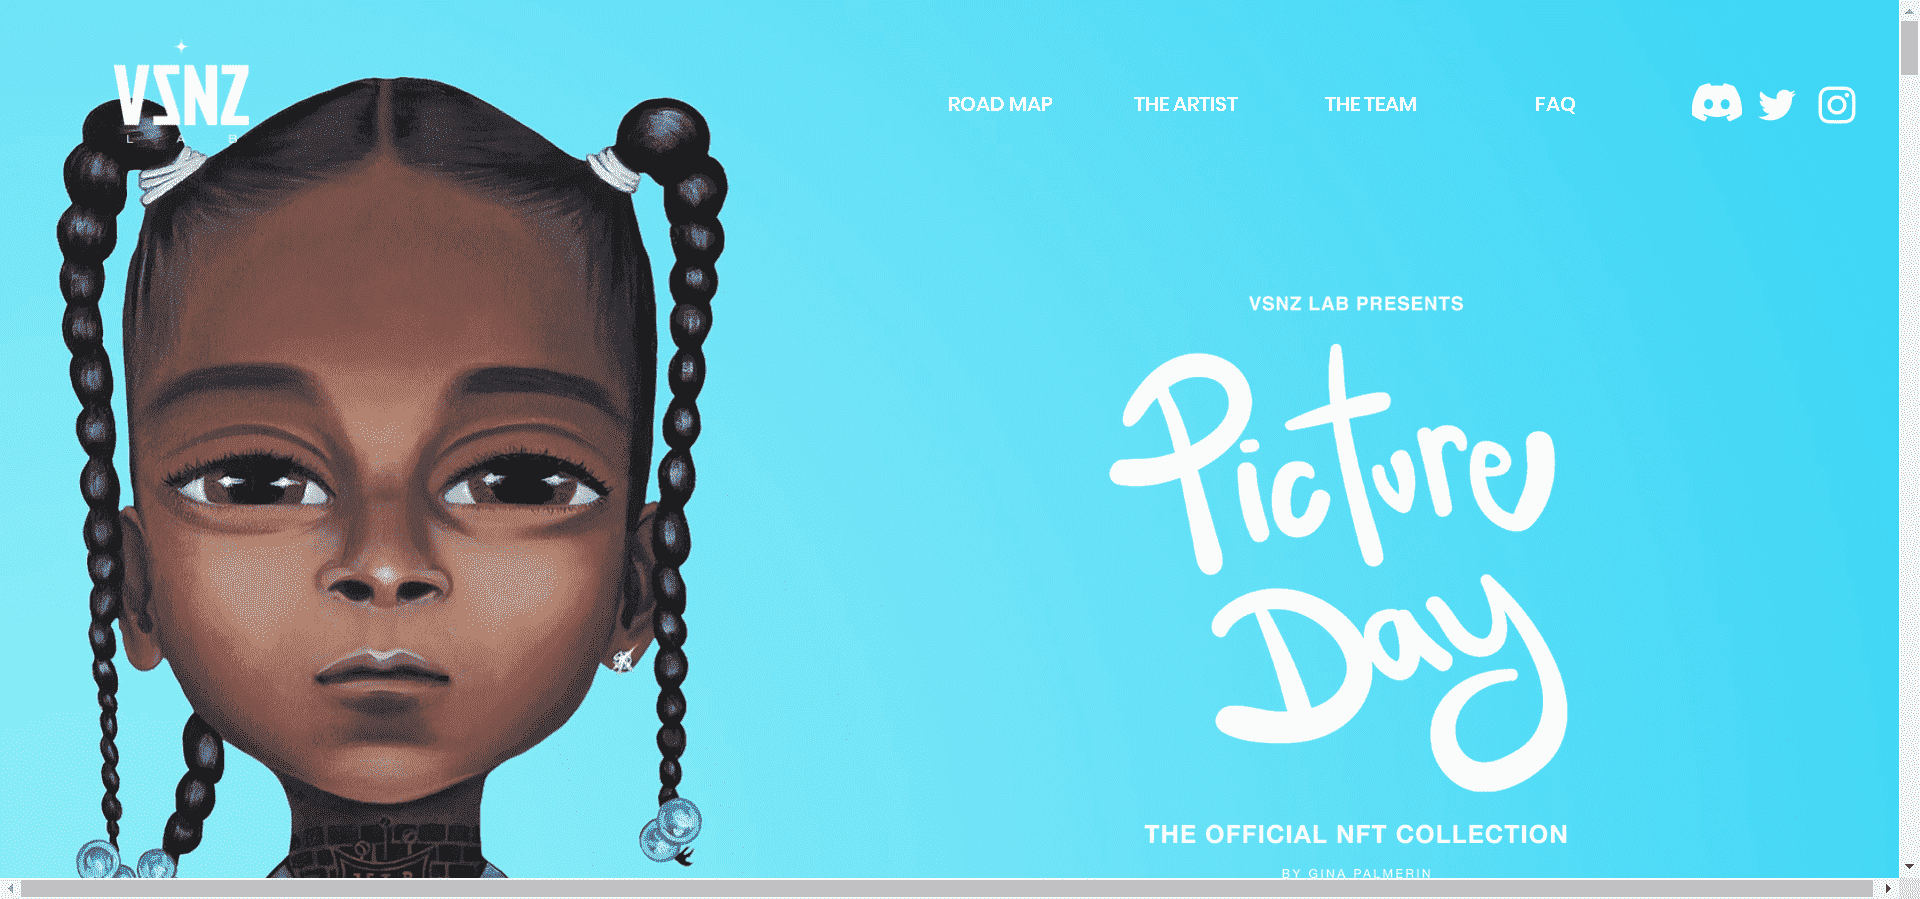 VSNZ
L A B
ROAD MAP
THE ARTIST
THE TEAM
FAQ
VSNZ LAB PRESENTS
Picture
Day
THE OFFICIAL NFT COLLECTION
BY GINA PALMERIN